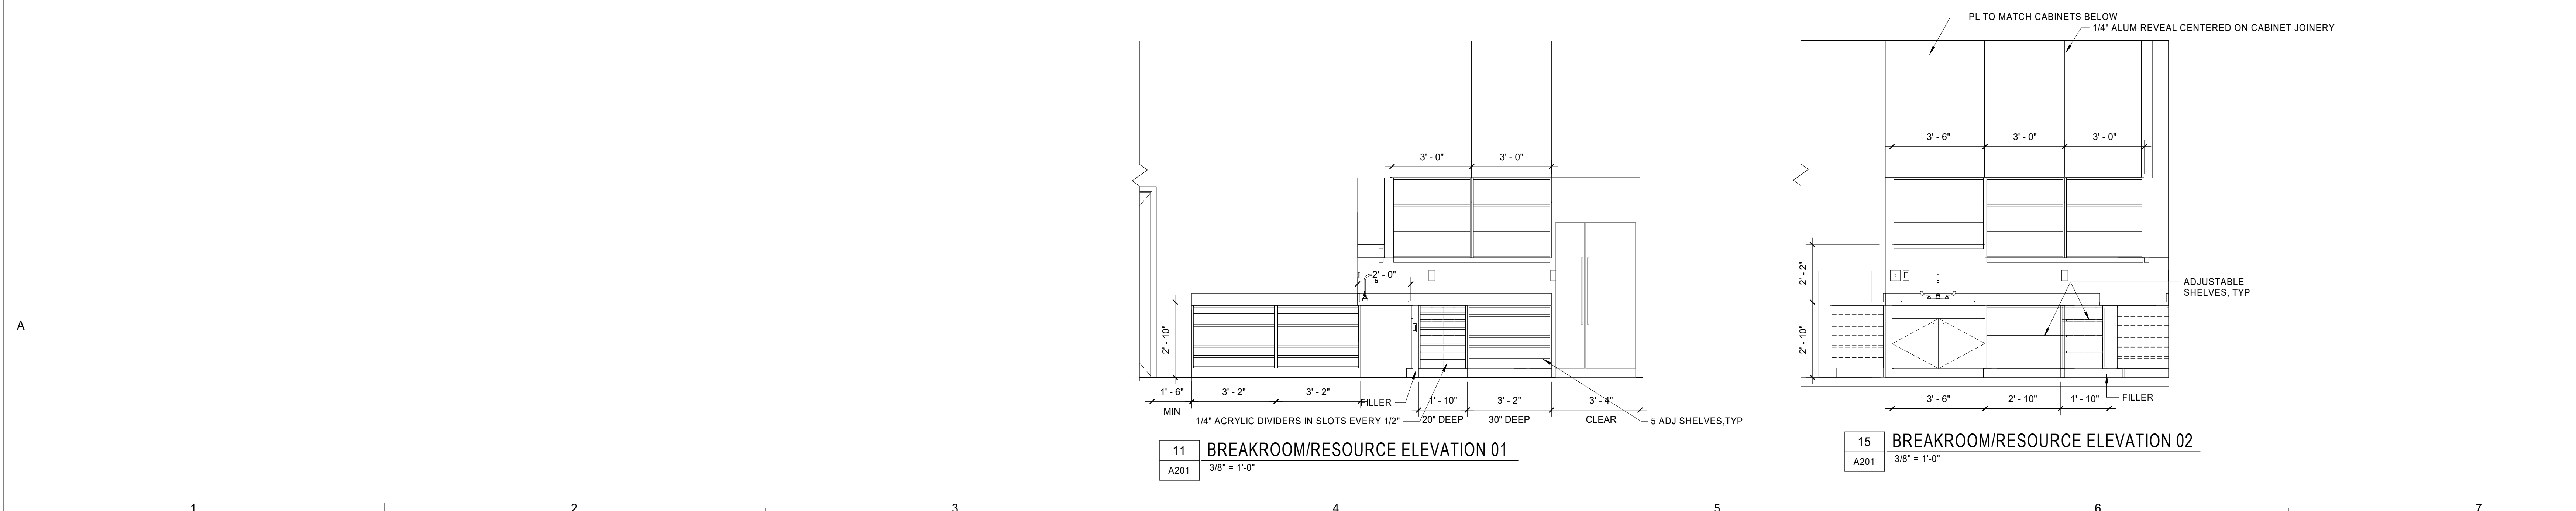 PL TO MATCH CABINETS BELOW
1/4" ALUM REVEAL CENTERED ON CABINET JOINERY
3' - 0"
3' - 0"
3' - 6"
3' - 0"
3' - 0"
2' - 0"
2' - 2"
ADJUSTABLE
SHELVES, TYP
A
2' - 10"
2' - 10"
1' - 6"
MIN
3' - 2"
3' - 2"
FILLER
1' - 10"
20" DEEP
3' - 2"
30" DEEP
3' - 4"
CLEAR
1/4" ACRYLIC DIVIDERS IN SLOTS EVERY 1/2"
5 ADJ SHELVES,TYP
3' - 6"
2' - 10"
1' - 10"
FILLER
11
A201
BREAKROOM/RESOURCE ELEVATION 01
3/8" = 1'-0"
15
A201
BREAKROOM/RESOURCE ELEVATION 02
3/8" = 1'-0"
1
2
3
4
5
6
7